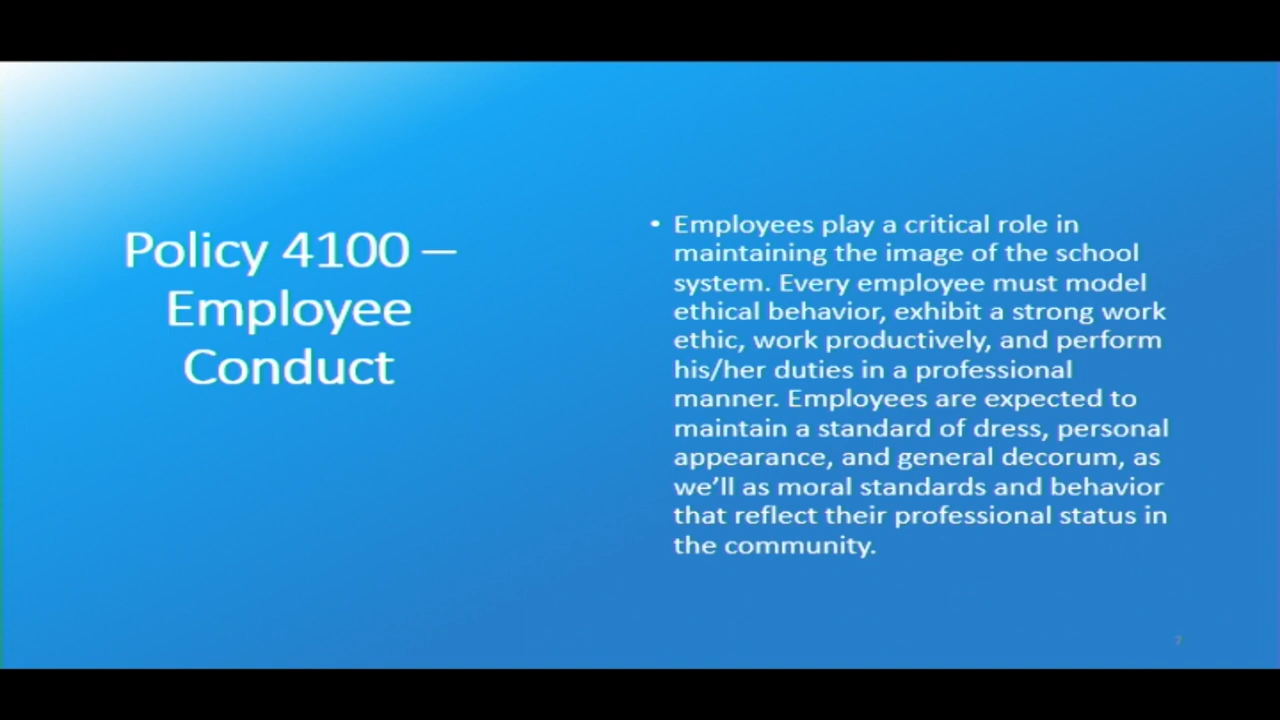 Policy 4100 –
Employee
Conduct
• Employees play a critical role in
maintaining the image of the school
system. Every employee must model
ethical behavior, exhibit a strong work
ethic, work productively, and perform
his/her duties in a professional
manner. Employees are expected to
maintain a standard of dress, personal
appearance, and general decorum, as
we’ll as moral standards and behavior
that reflect their professional status in
the community.
7